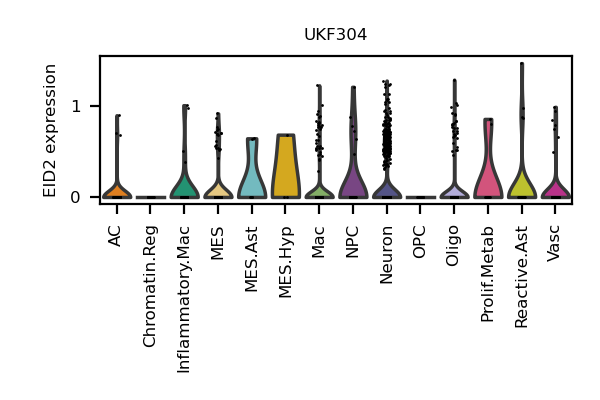 UKF304
EID2 expression
1
0
AC
Chromatin.Reg
Inflammatory.Mac
MES
MES.Ast
MES.Hyp
Mac
NPC
Neuron
OPC
Oligo
Prolif.Metab
Reactive.Ast
Vasc